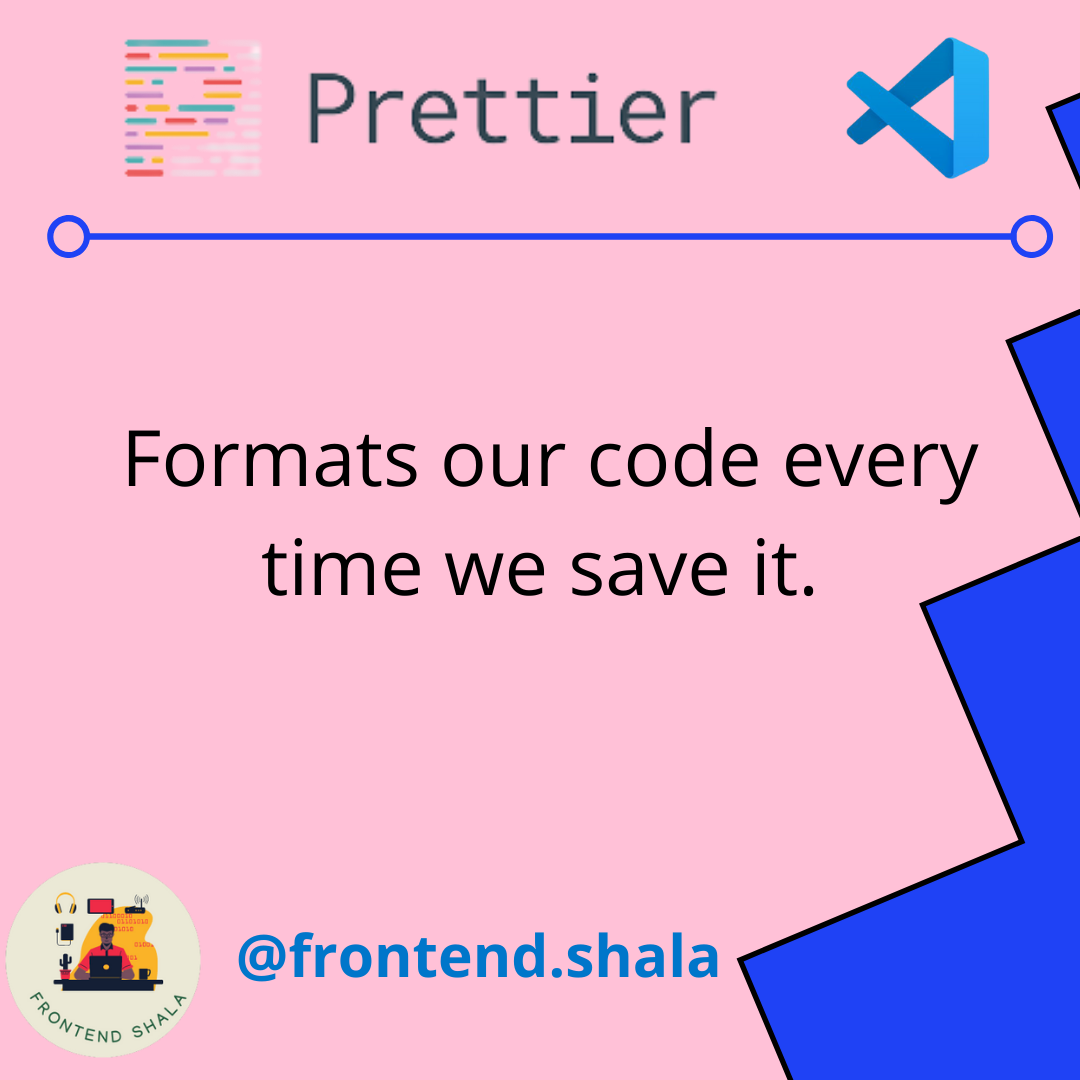 Prettier
Formats our code every
time we save it.
@frontend.shala
FRONTEND SHALA